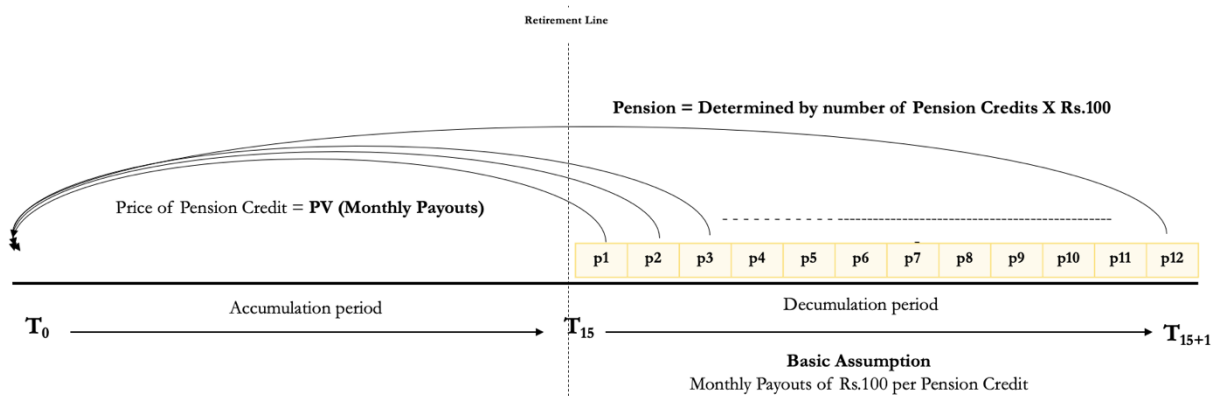 Retirement Line
Pension = Determined by number of Pension Credits X Rs.100
Price of Pension Credit = PV (Monthly Payouts)
p1 p2 p3 p4 p5 p6 p7 p8 p9 p10 p11 p12
Accumulation period
Decumulation period
T0
T15
T15+1
Basic Assumption
Monthly Payouts of Rs.100 per Pension Credit